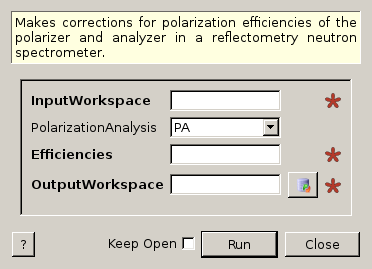 Makes corrections for polarization efficiencies of the
polarizer and analyzer in a reflectometry neutron
spectrometer.
InputWorkspace
PolarizationAnalysis PA
Efficiencies
OutputWorkspace
? Keep Open Run Close